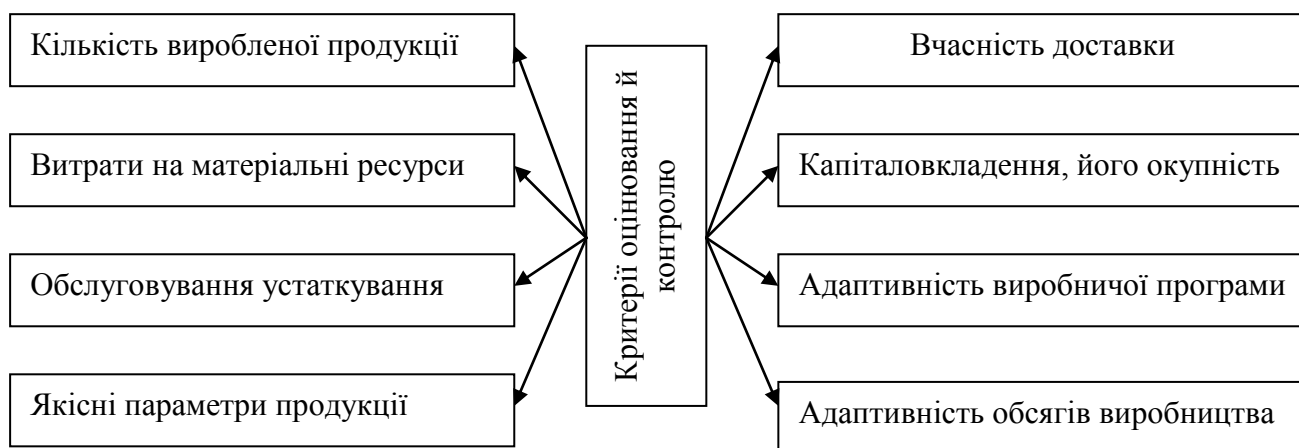 Кількість виробленої продукції
Витрати на матеріальні ресурси
Обслуговування устаткування
Якісні параметри продукції
Критерії оцінювання й
контролю
Вчасність доставки
Капіталовкладення, його окупність
Адаптивність виробничої програми
Адаптивність обсягів виробництва